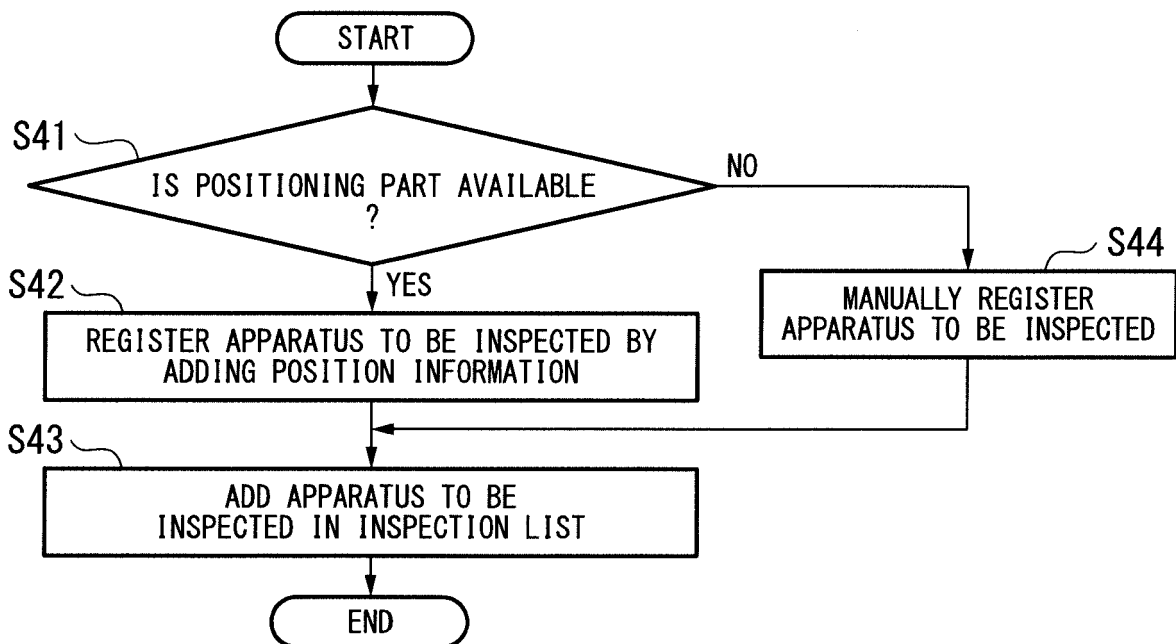 START
S41
IS POSITIONING PART AVAILABLE
?
NO
YES
S42
REGISTER APPARATUS TO BE INSPECTED BY
ADDING POSITION INFORMATION
S44
MANUALLY REGISTER
APPARATUS TO BE INSPECTED
S43
ADD APPARATUS TO BE
INSPECTED IN INSPECTION LIST
END